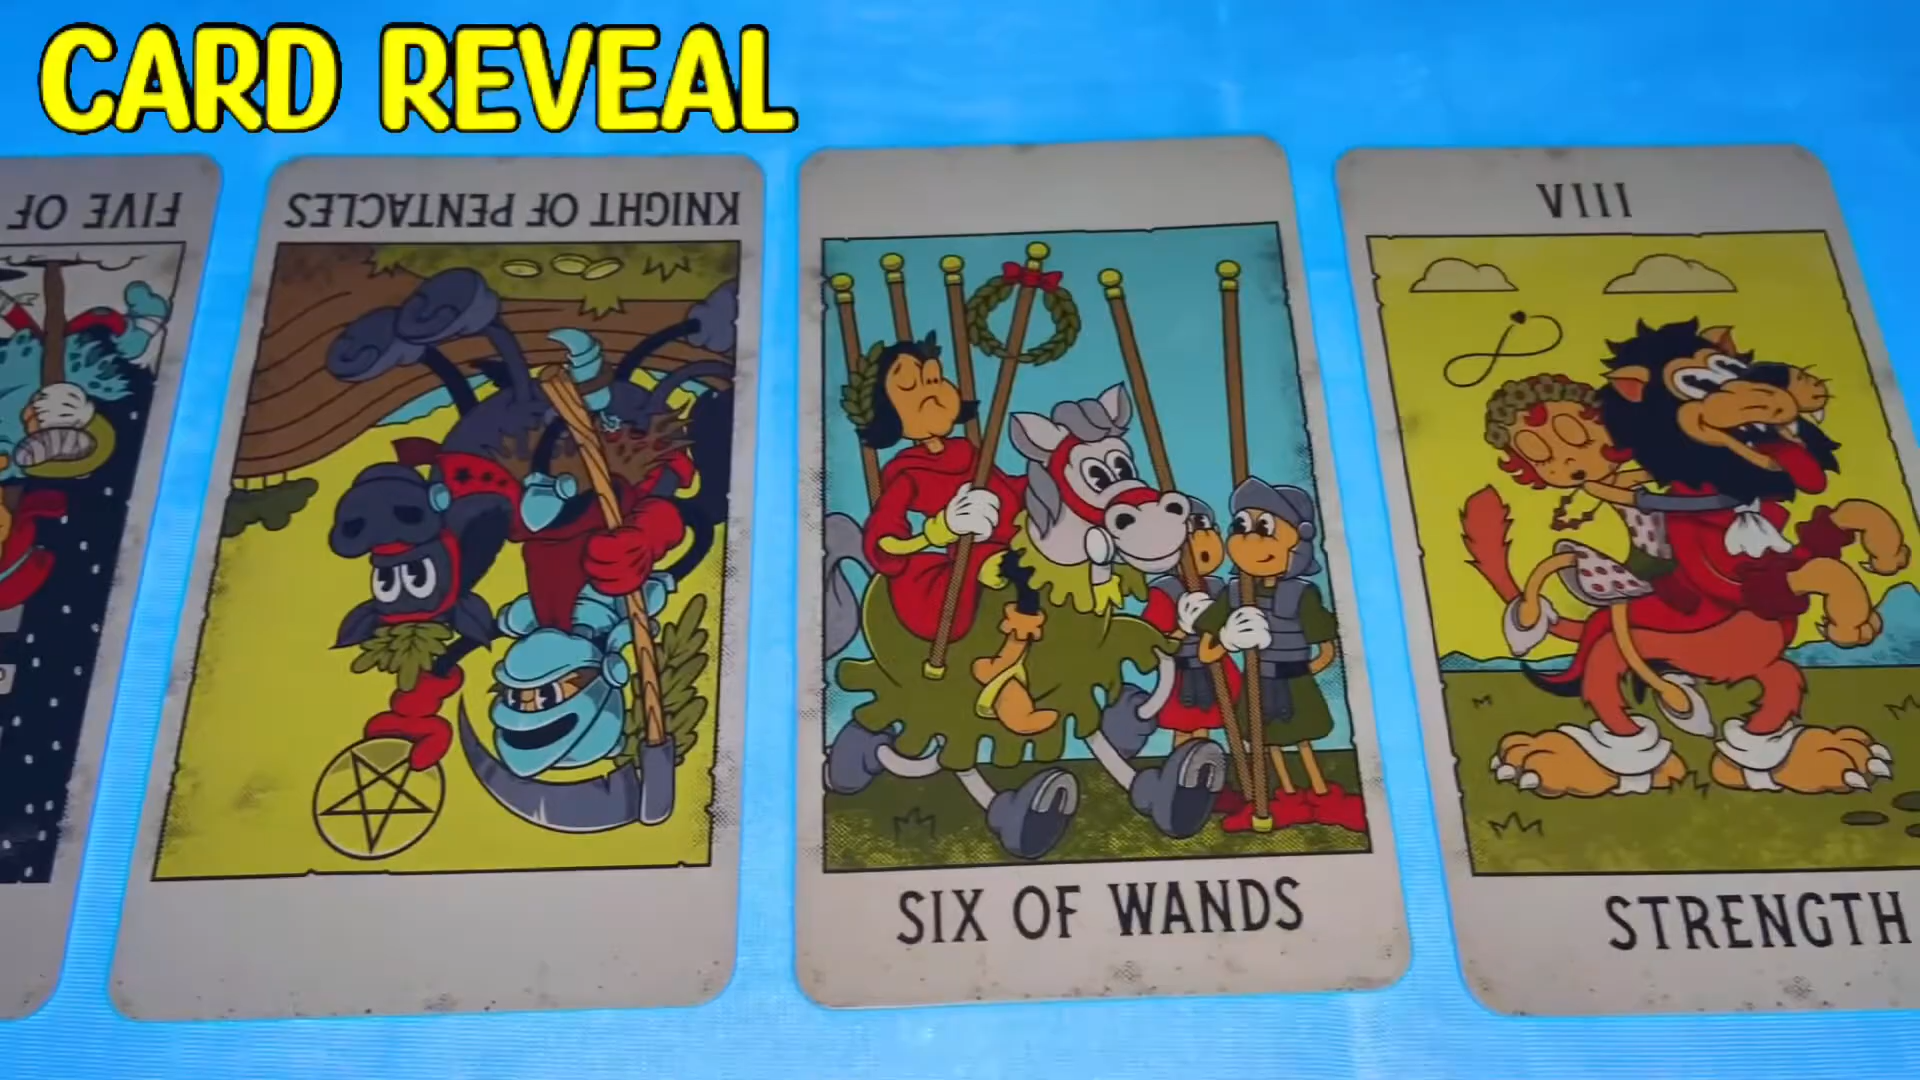 CARD REVEAL
FIVE OF
KNIGHT OF PENTACLES
VIII
SIX OF WANDS
STRENGTH